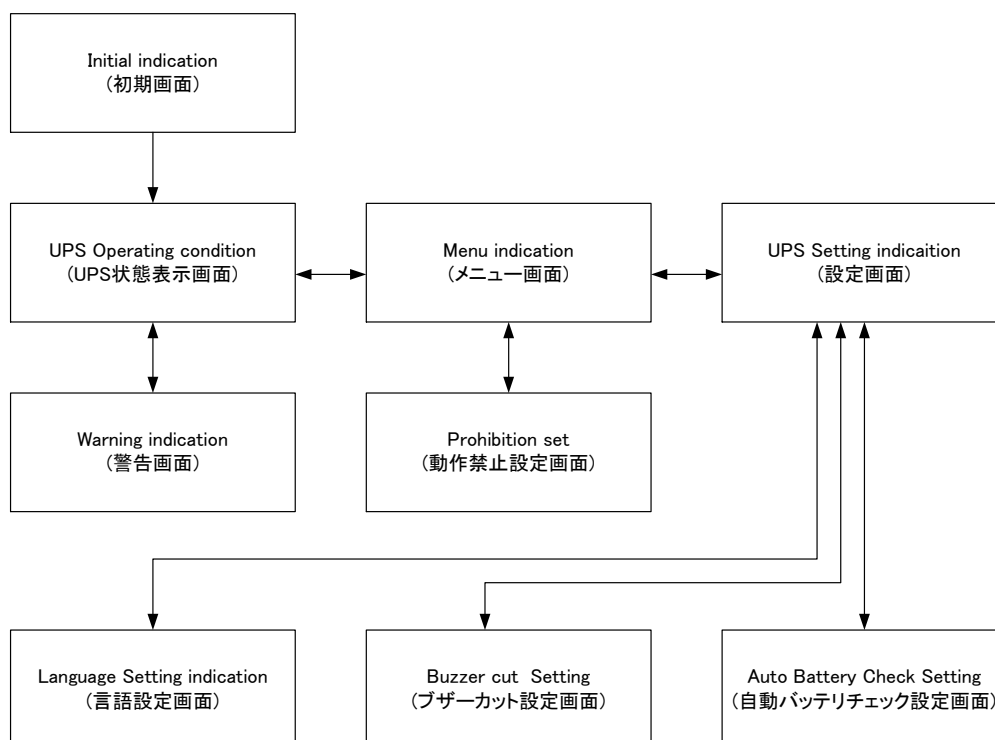 Initial indication
（初期画面）
UPS Operating condition
（UPS状態表示画面）
Menu indication
（メニュー画面）
UPS Setting indicaition
（設定画面）
Warning indication
（警告画面）
Prohibition set
（動作禁止設定画面）
Language Setting indication
（言語設定画面）
Buzzer cut  Setting
（ブザーカット設定画面）
Auto Battery Check Setting
（自動バッテリチェック設定画面）